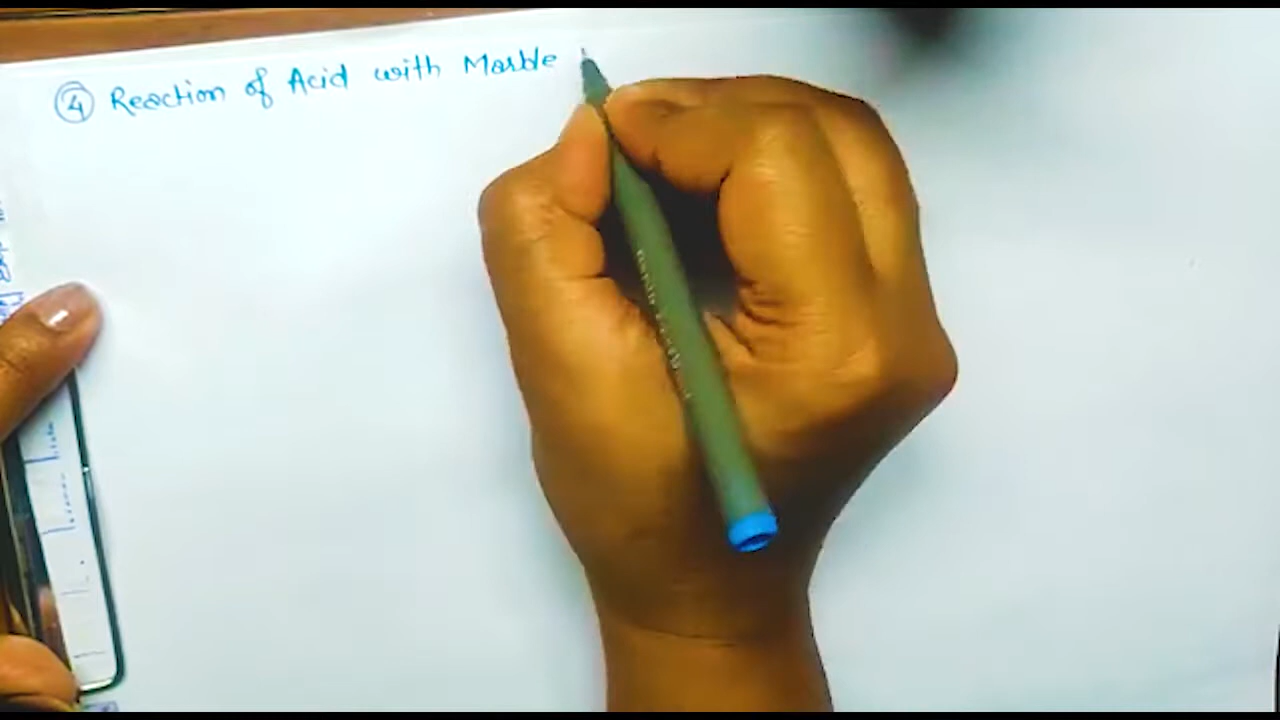 ④ Reaction of Acid with Marble